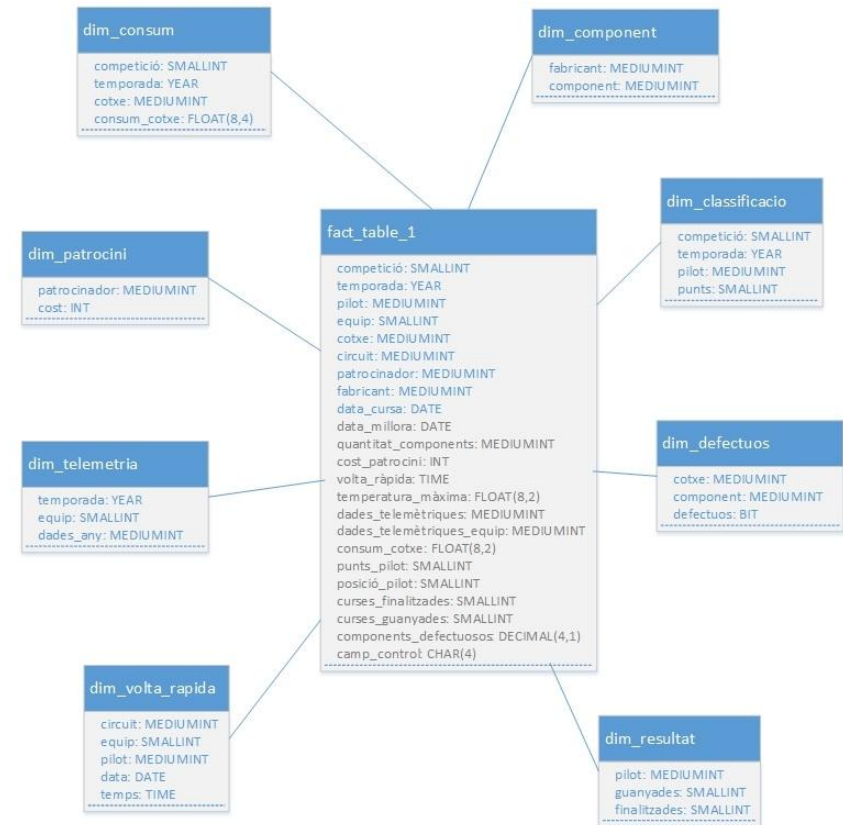 dim_consum
competició: SMALLINT
temporada: YEAR
cotxe: MEDIUMINT
consum_cotxe: FLOAT(8,4)
dim_component
fabricant: MEDIUMINT
component: MEDIUMINT
dim_classificacio
competició: SMALLINT
temporada: YEAR
pilot: MEDIUMINT
punts: SMALLINT
dim_patrocini
patrocinador: MEDIUMINT
cost: INT
fact_table_1
competició: SMALLINT
temporada: YEAR
pilot: MEDIUMINT
equip: SMALLINT
cotxe: MEDIUMINT
circuit: MEDIUMINT
patrocinador: MEDIUMINT
fabricant: MEDIUMINT
data_cursa: DATE
data_millora: DATE
quantitat_components: MEDIUMINT
cost_patrocini: INT
volta_ràpida: TIME
temperatura_màxima: FLOAT(8,2)
dades_telemètriques: MEDIUMINT
dades_telemètriques_equip: MEDIUMINT
consum_cotxe: FLOAT(8,2)
punts_pilot: SMALLINT
posició_pilot: SMALLINT
curses_finalitzades: SMALLINT
curses_guanyades: SMALLINT
components_defectuosos: DECIMAL(4,1)
camp_control: CHAR(4)
dim_telemetria
temporada: YEAR
equip: SMALLINT
dades_any: MEDIUMINT
dim_defectuos
cotxe: MEDIUMINT
component: MEDIUMINT
defectuos: BIT
dim_volta_rapida
circuit: MEDIUMINT
equip: SMALLINT
pilot: MEDIUMINT
data: DATE
temps: TIME
dim_resultat
pilot: MEDIUMINT
guanyades: SMALLINT
finalitzades: SMALLINT